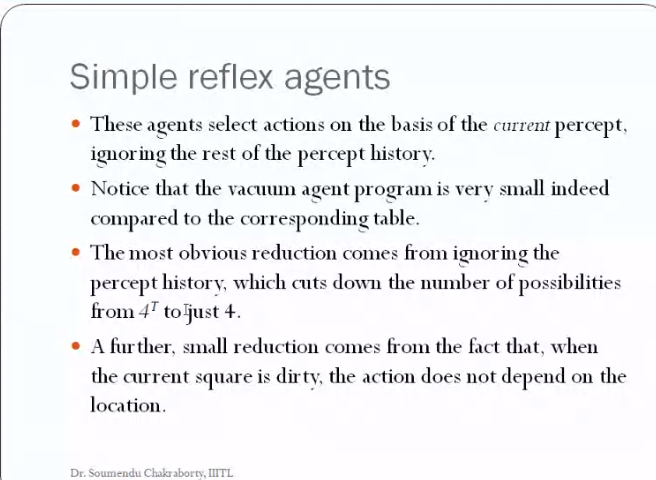 Simple reflex agents
• These agents select actions on the basis of the current percept,
ignoring the rest of the percept history.
• Notice that the vacuum agent program is very small indeed
compared to the corresponding table.
• The most obvious reduction comes from ignoring the
percept history, which cuts down the number of possibilities
from 4ᵀ to just 4.
• A further, small reduction comes from the fact that, when
the current square is dirty, the action does not depend on the
location.
Dr. Soumendu Chakraborty, IIITL